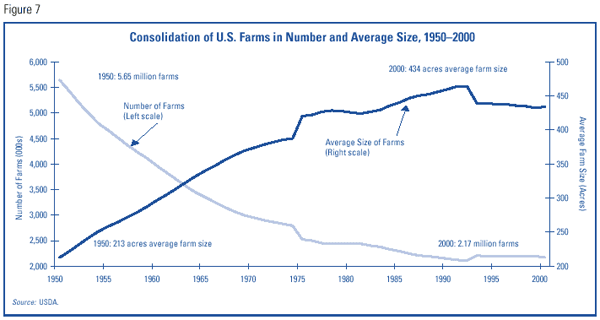 Figure 7
Consolidation of U.S. Farms in Number and Average Size, 1950–2000
6,000
5,500
5,000
4,500
4,000
3,500
3,000
2,500
2,000
Number of Farms (000s)
1950: 5.65 million farms
Number of Farms
(Left scale)
1950: 213 acres average farm size
2000: 434 acres average farm size
Average Size of Farms
(Right scale)
2000: 2.17 million farms
500
450
400
350
300
250
200
Average Farm Size (Acres)
1950
1955
1960
1965
1970
1975
1980
1985
1990
1995
2000
Source: USDA.